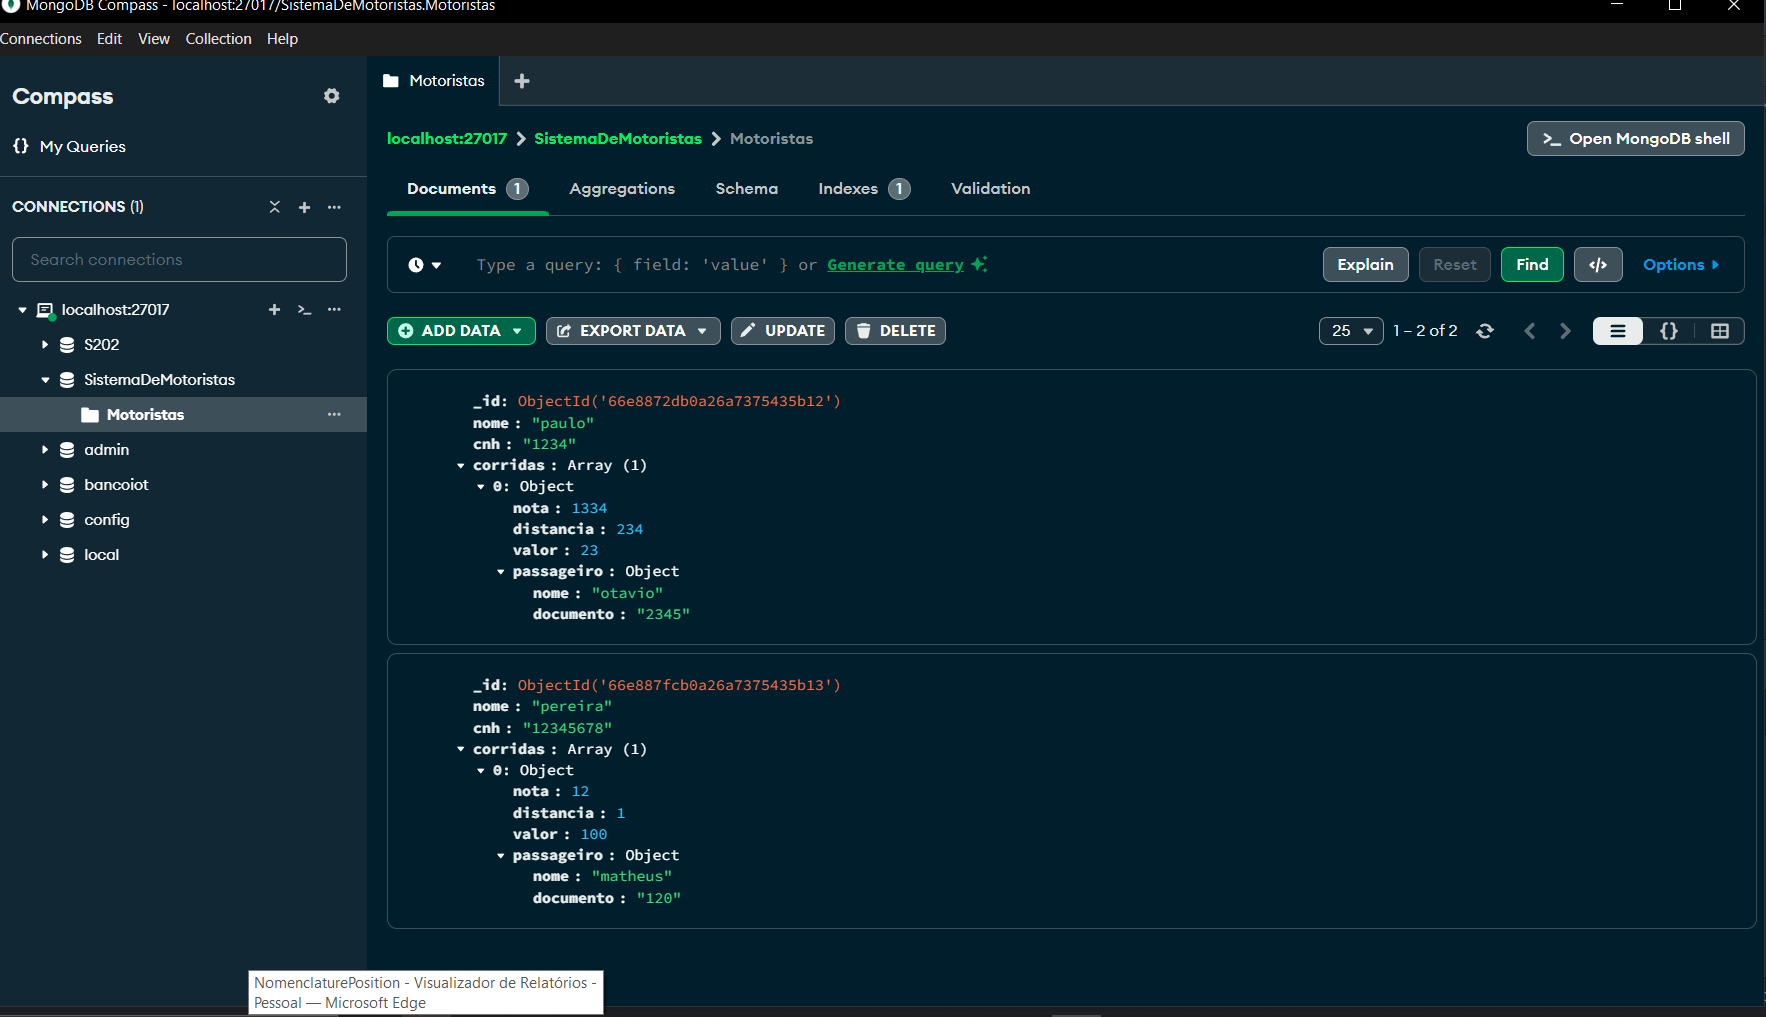 MongoDB Compass - localhost:27017/SistemaDeMotoristas.Motoristas
Connections Edit View Collection Help
Compass
{} My Queries
CONNECTIONS (1)
Search connections
localhost:27017
S202
SistemaDeMotoristas
Motoristas
admin
bancoiot
config
local
Motoristas
localhost:27017 > SistemaDeMotoristas > Motoristas
>_ Open MongoDB shell
Documents 1 Aggregations Schema Indexes 1 Validation
Type a query: { field: 'value' } or Generate query
Explain Reset Find </> Options
ADD DATA EXPORT DATA UPDATE DELETE
25 1 – 2 of 2 {}
_id: ObjectId('66e8872db0a26a7375435b12')
nome : "paulo"
cnh : "1234"
corridas : Array (1)
0: Object
nota : 1334
distancia : 234
valor : 23
passageiro : Object
nome : "otavio"
documento : "2345"
_id: ObjectId('66e887fcb0a26a7375435b13')
nome : "pereira"
cnh : "12345678"
corridas : Array (1)
0: Object
nota : 12
distancia : 1
valor : 100
passageiro : Object
nome : "matheus"
documento : "120"
NomenclaturePosition - Visualizador de Relatórios -
Pessoal — Microsoft Edge